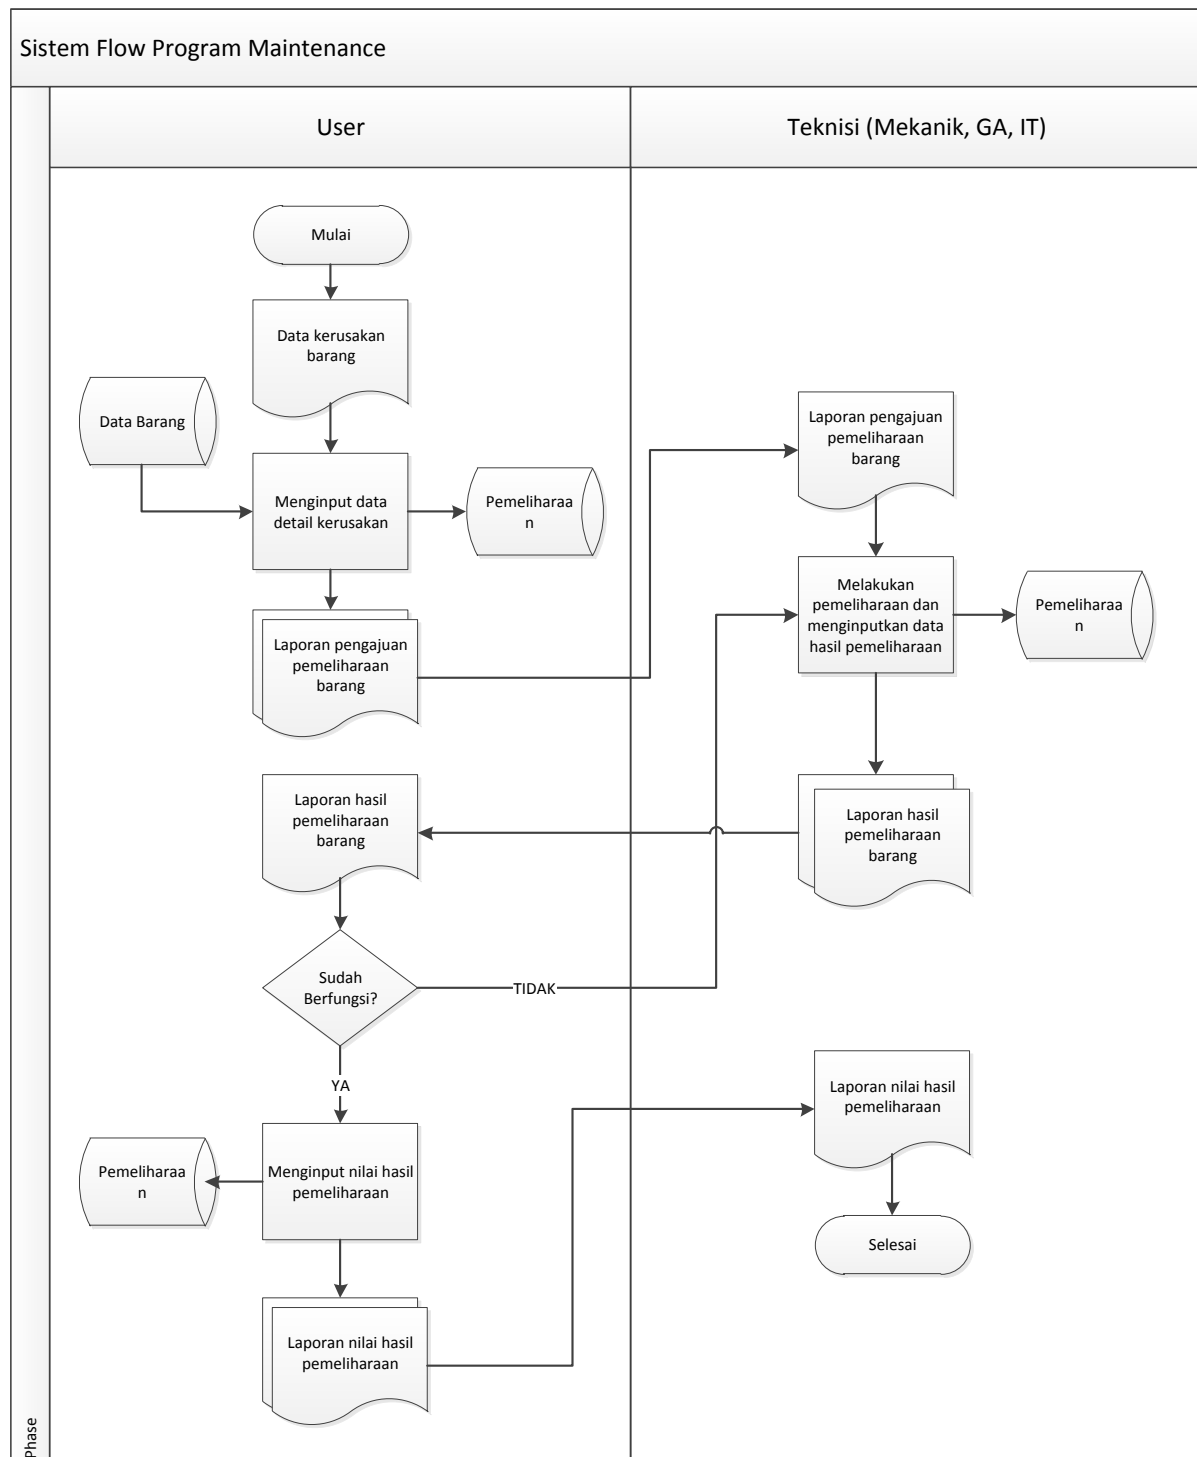 Sistem Flow Program Maintenance
User
Teknisi (Mekanik, GA, IT)
Mulai
Data kerusakan
barang
Data Barang
Menginput data
detail kerusakan
Pemeliharaa
n
Laporan pengajuan
pemeliharaan
barang
Laporan pengajuan
pemeliharaan
barang
Melakukan
pemeliharaan dan
menginputkan data
hasil pemeliharaan
Pemeliharaa
n
Laporan hasil
pemeliharaan
barang
Laporan hasil
pemeliharaan
barang
Sudah
Berfungsi?
TIDAK
YA
Menginput nilai hasil
pemeliharaan
Pemeliharaa
n
Laporan nilai hasil
pemeliharaan
Laporan nilai hasil
pemeliharaan
Selesai
Phase